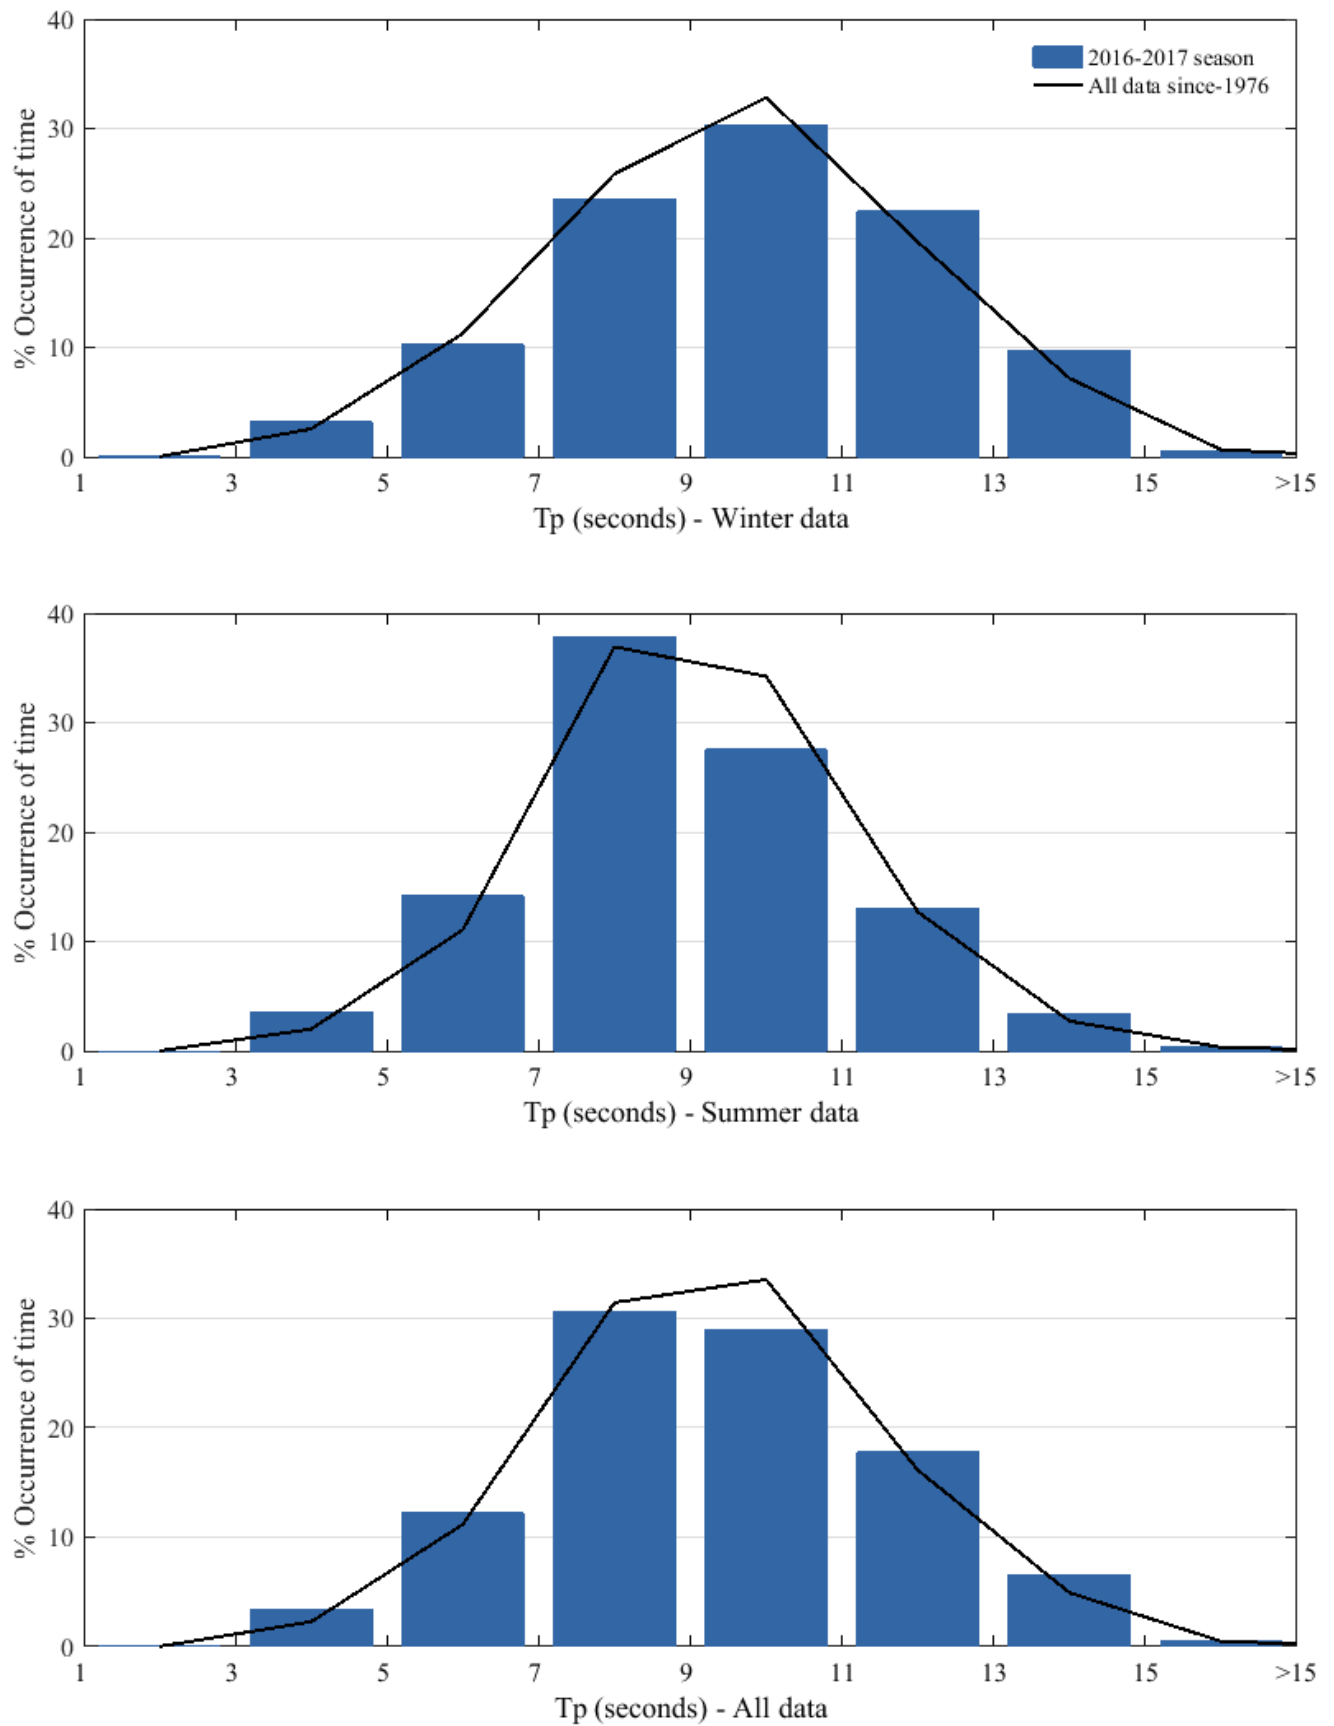 40
2016-2017 season
All data since-1976
30
20
10
0
% Occurrence of time
1 3 5 7 9 11 13 15 >15
Tp (seconds) - Winter data
40
30
20
10
0
% Occurrence of time
1 3 5 7 9 11 13 15 >15
Tp (seconds) - Summer data
40
30
20
10
0
% Occurrence of time
1 3 5 7 9 11 13 15 >15
Tp (seconds) - All data